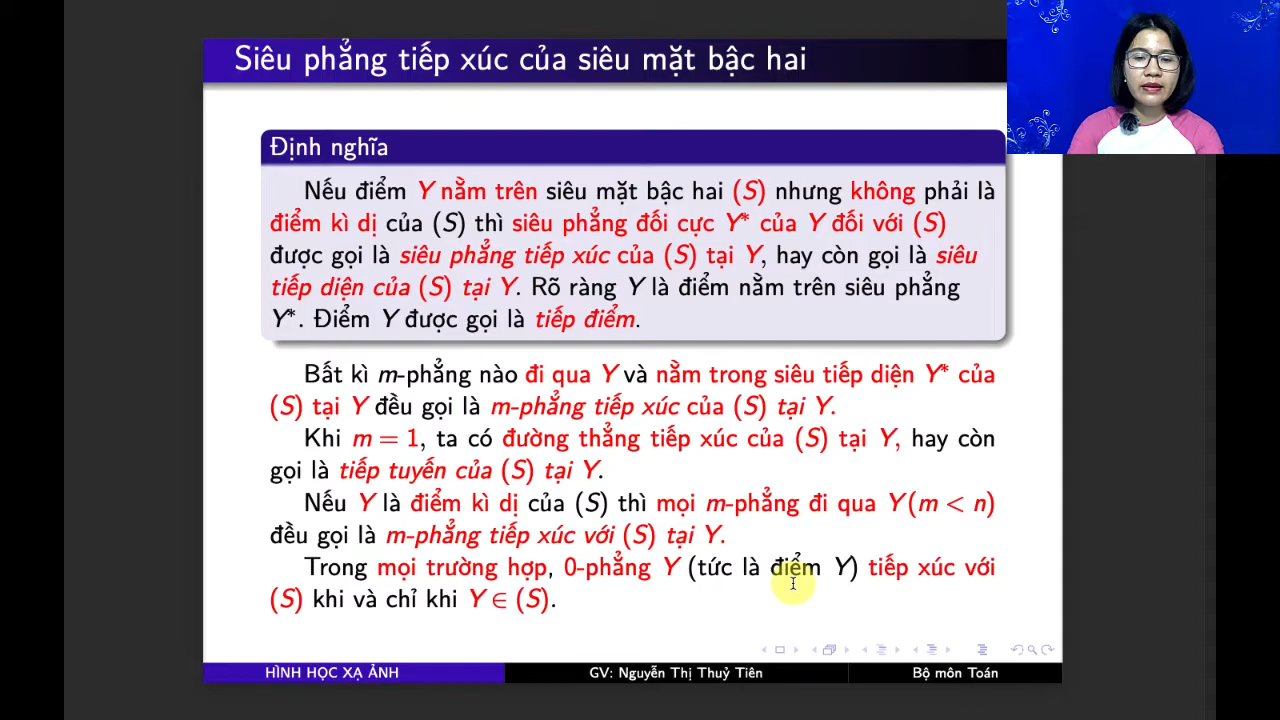 Siêu phẳng tiếp xúc của siêu mặt bậc hai
Định nghĩa
Nếu điểm Y nằm trên siêu mặt bậc hai (S) nhưng không phải là
điểm kì dị của (S) thì siêu phẳng đối cực Y* của Y đối với (S)
được gọi là siêu phẳng tiếp xúc của (S) tại Y, hay còn gọi là siêu
tiếp diện của (S) tại Y. Rõ ràng Y là điểm nằm trên siêu phẳng
Y*. Điểm Y được gọi là tiếp điểm.
Bất kì m-phẳng nào đi qua Y và nằm trong siêu tiếp diện Y* của
(S) tại Y đều gọi là m-phẳng tiếp xúc của (S) tại Y.
Khi m = 1, ta có đường thẳng tiếp xúc của (S) tại Y, hay còn
gọi là tiếp tuyến của (S) tại Y.
Nếu Y là điểm kì dị của (S) thì mọi m-phẳng đi qua Y(m < n)
đều gọi là m-phẳng tiếp xúc với (S) tại Y.
Trong mọi trường hợp, 0-phẳng Y (tức là điểm Y) tiếp xúc với
(S) khi và chỉ khi Y ∈ (S).
HÌNH HỌC XẠ ẢNH
GV: Nguyễn Thị Thuỷ Tiên
Bộ môn Toán